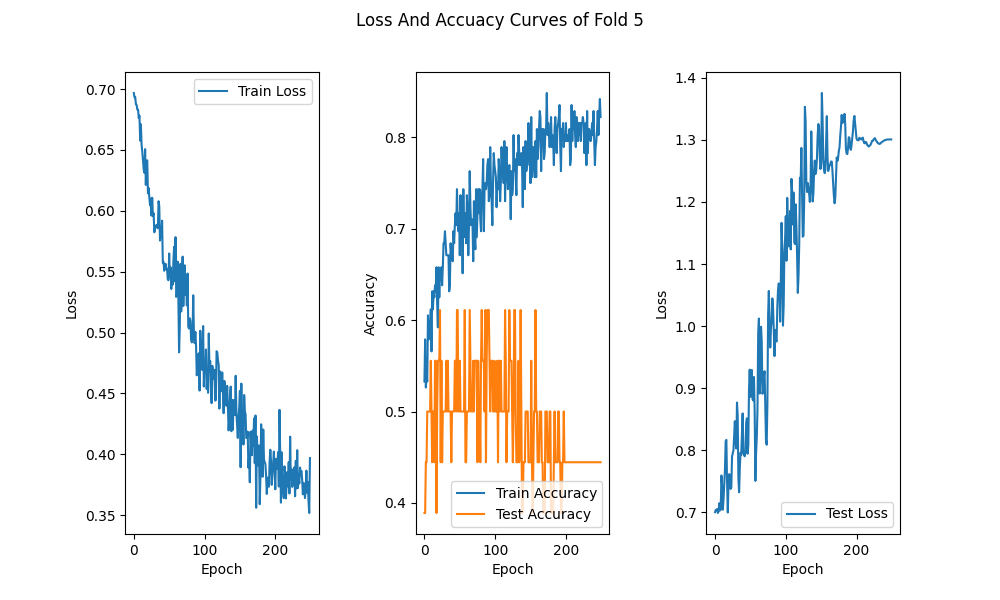 Loss And Accuacy Curves of Fold 5
0.70
0.65
0.60
0.55
0.50
0.45
0.40
0.35
Loss
0
100
200
Epoch
Train Loss
0.8
0.7
0.6
0.5
0.4
Accuracy
0
100
200
Epoch
Train Accuracy
Test Accuracy
1.4
1.3
1.2
1.1
1.0
0.9
0.8
0.7
Loss
0
100
200
Epoch
Test Loss